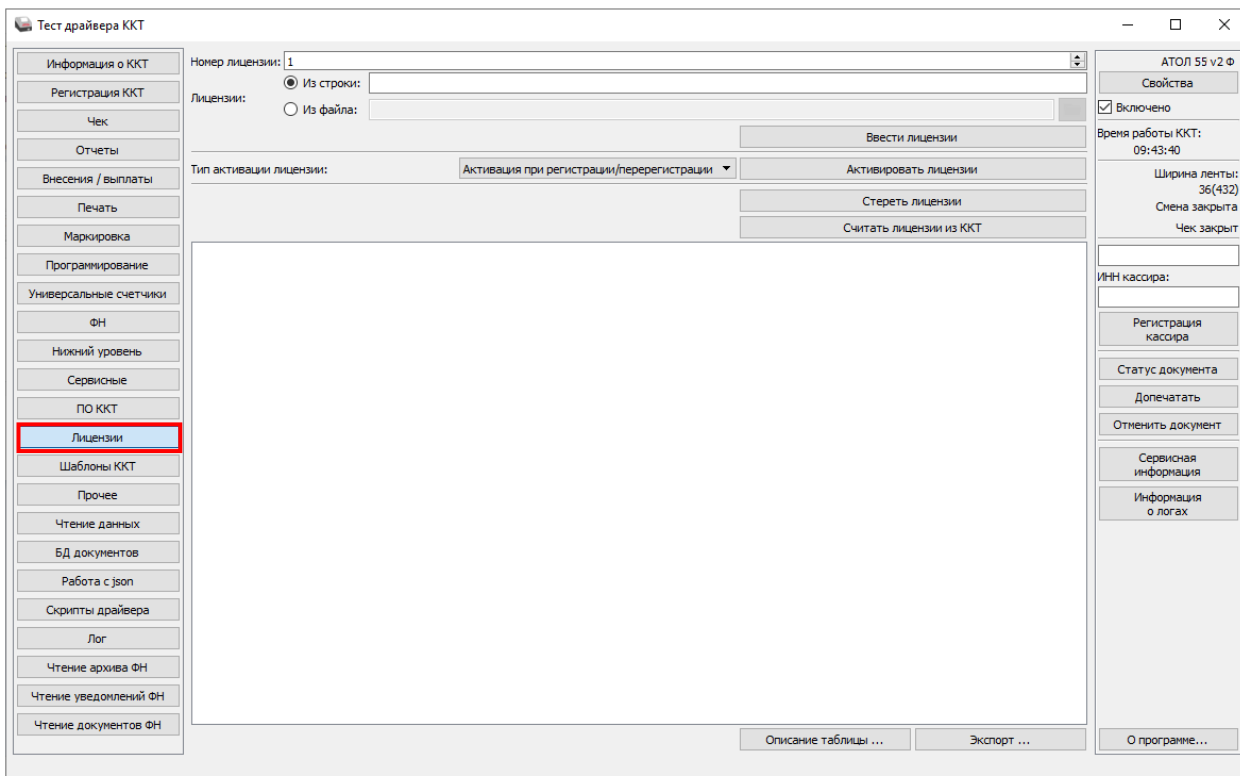 Тест драйвера ККТ
Информация о ККТ
Регистрация ККТ
Чек
Отчеты
Внесения / выплаты
Печать
Маркировка
Программирование
Универсальные счетчики
ФН
Нижний уровень
Сервисные
ПО ККТ
Лицензии
Шаблоны ККТ
Прочее
Чтение данных
БД документов
Работа с json
Скрипты драйвера
Лог
Чтение архива ФН
Чтение уведомлений ФН
Чтение документов ФН
Номер лицензии: 1
Лицензии:
Из строки:
Из файла:
Ввести лицензии
Тип активации лицензии: Активация при регистрации/перерегистрации Активировать лицензии
Стереть лицензии
Считать лицензии из ККТ
Описание таблицы ... Экспорт ...
АТОЛ 55 v2 Ф
Свойства
Включено
Время работы ККТ:
09:43:40
Ширина ленты:
36(432)
Смена закрыта
Чек закрыт
ИНН кассира:
Регистрация
кассира
Статус документа
Допечатать
Отменить документ
Сервисная
информация
Информация
о логах
О программе...